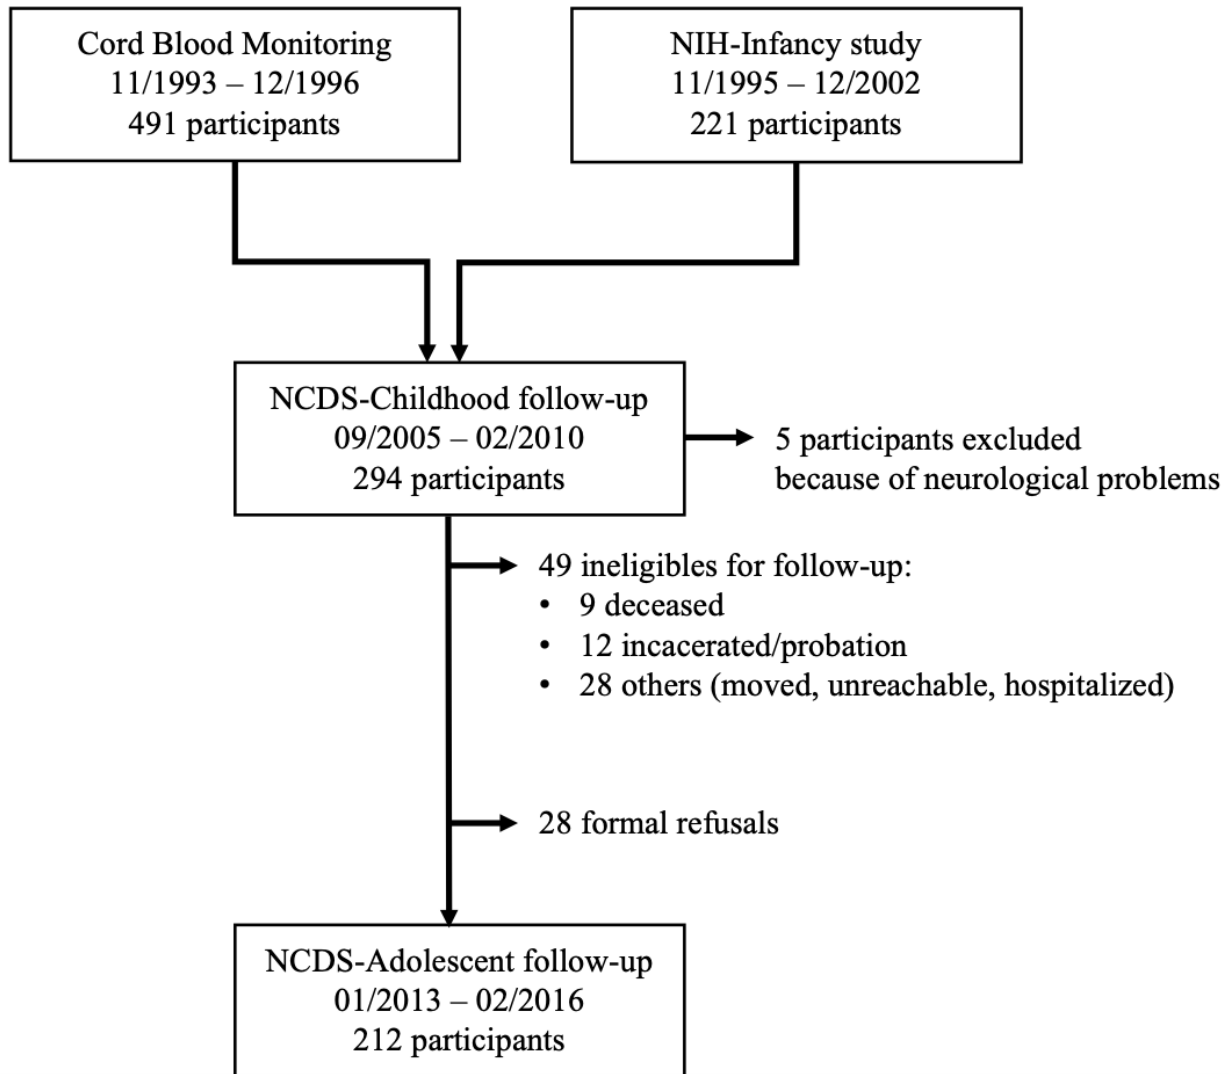 Cord Blood Monitoring
11/1993 – 12/1996
491 participants
NIH-Infancy study
11/1995 – 12/2002
221 participants
NCDS-Childhood follow-up
09/2005 – 02/2010
294 participants
5 participants excluded
because of neurological problems
49 ineligibles for follow-up:
• 9 deceased
• 12 incacerated/probation
• 28 others (moved, unreachable, hospitalized)
28 formal refusals
NCDS-Adolescent follow-up
01/2013 – 02/2016
212 participants